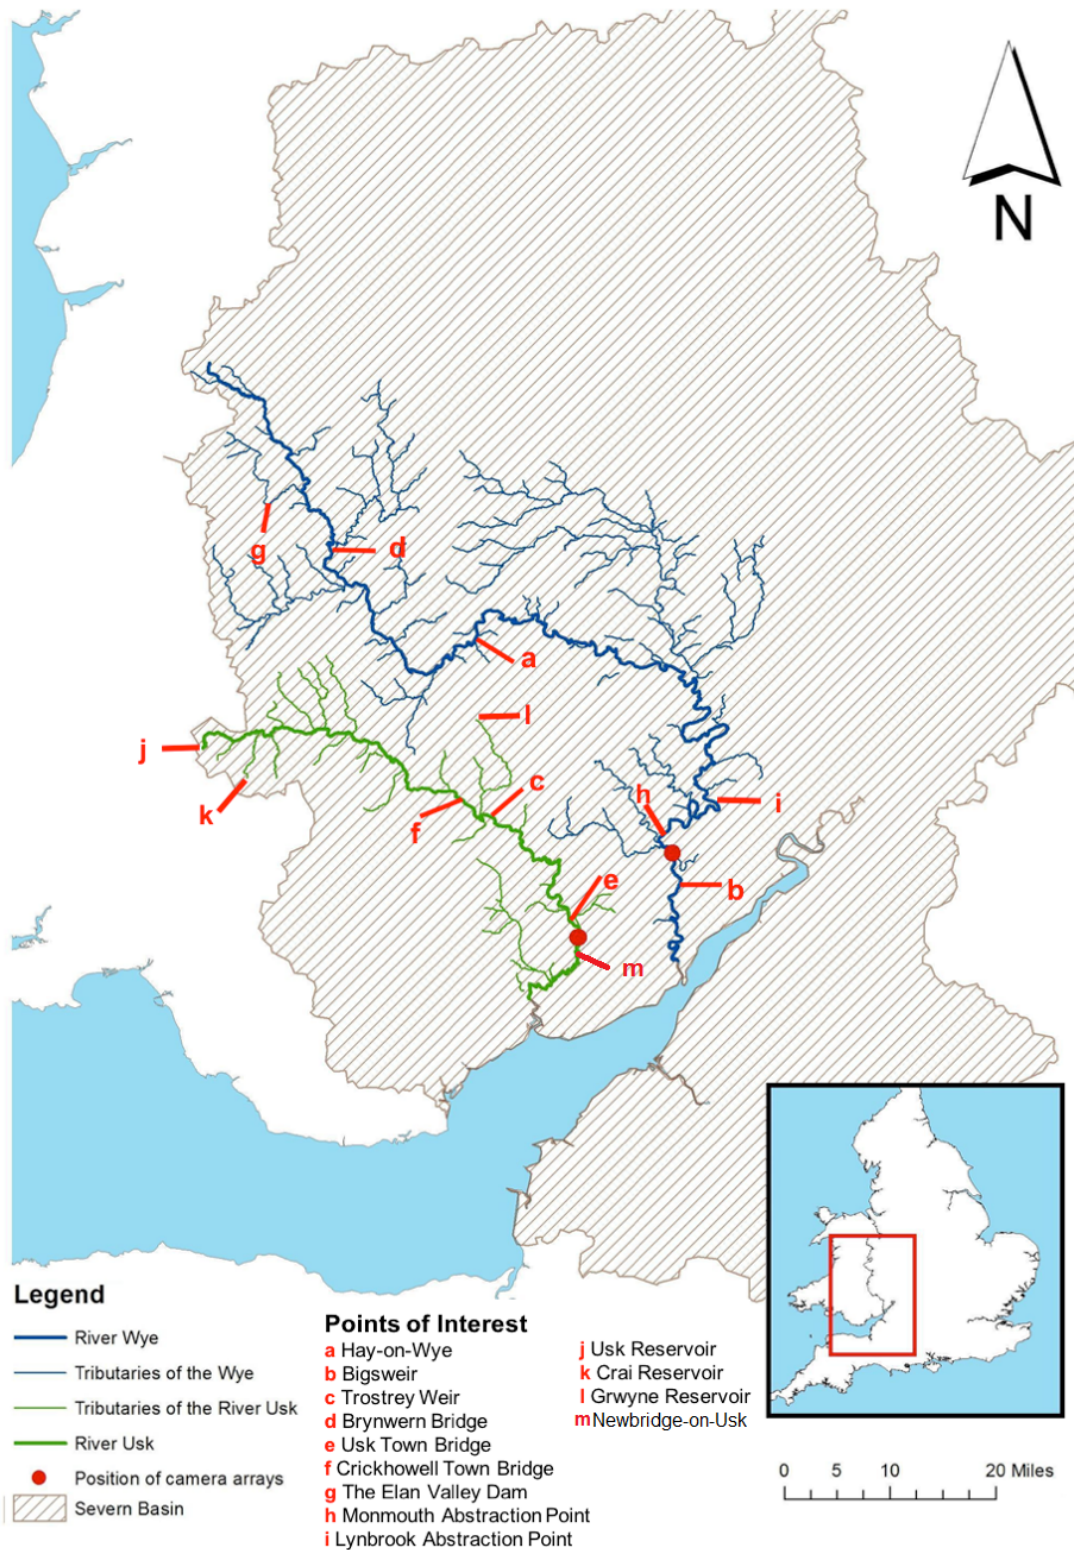 N
g
d
a
l
j
c
k
h
i
f
e
b
m
Legend
River Wye
Tributaries of the Wye
Tributaries of the River Usk
River Usk
Position of camera arrays
Severn Basin
Points of Interest
a Hay-on-Wye
b Bigsweir
c Trostrey Weir
d Brynwern Bridge
e Usk Town Bridge
f Crickhowell Town Bridge
g The Elan Valley Dam
h Monmouth Abstraction Point
i Lynbrook Abstraction Point
j Usk Reservoir
k Crai Reservoir
l Grwyne Reservoir
m Newbridge-on-Usk
0 5 10 20 Miles